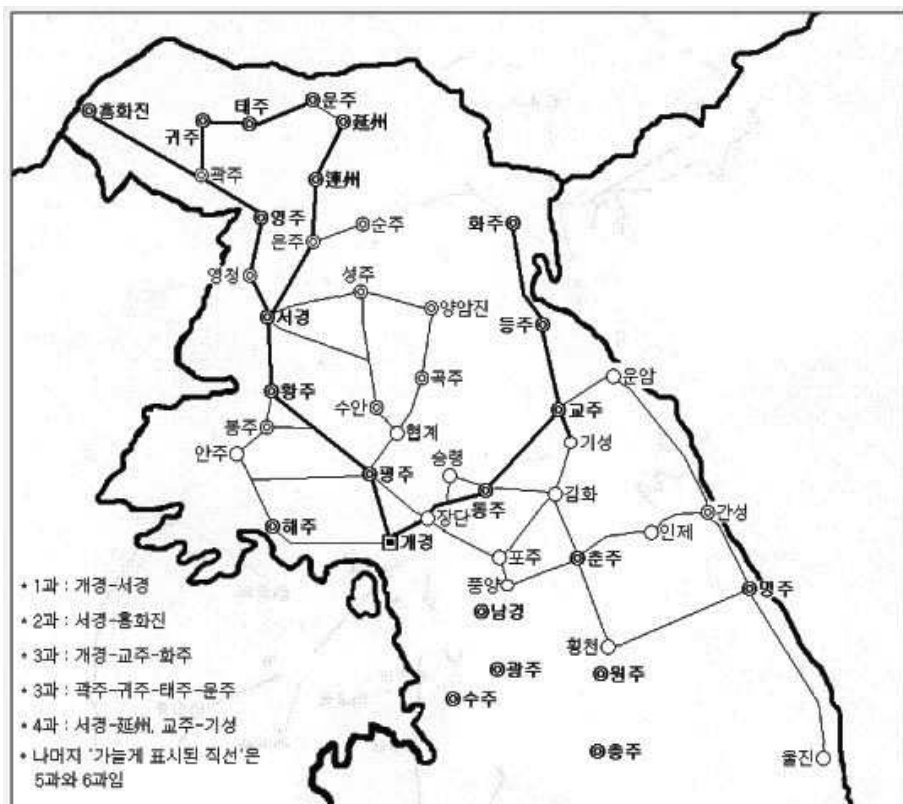 운주
흥화진
태주
延州
귀주
곽주
漣州
영주
순주
화주
은주
영청
성주
양암진
서경
등주
운암
곡주
황주
교주
수안
봉주
협계
기성
안주
승령
평주
김화
동주
간성
장단
혜주
인제
개경
포주
춘주
풍양
명주
남경
횡천
광주
원주
수주
충주
울진
* 1과 : 개경-서경
* 2과 : 서경-흥화진
* 3과 : 개경-교주-화주
* 3과 : 곽주-귀주-태주-운주
* 4과 : 서경-延州, 교주-기성
* 나머지 '가늘게 표시된 직선'은
5과와 6과임